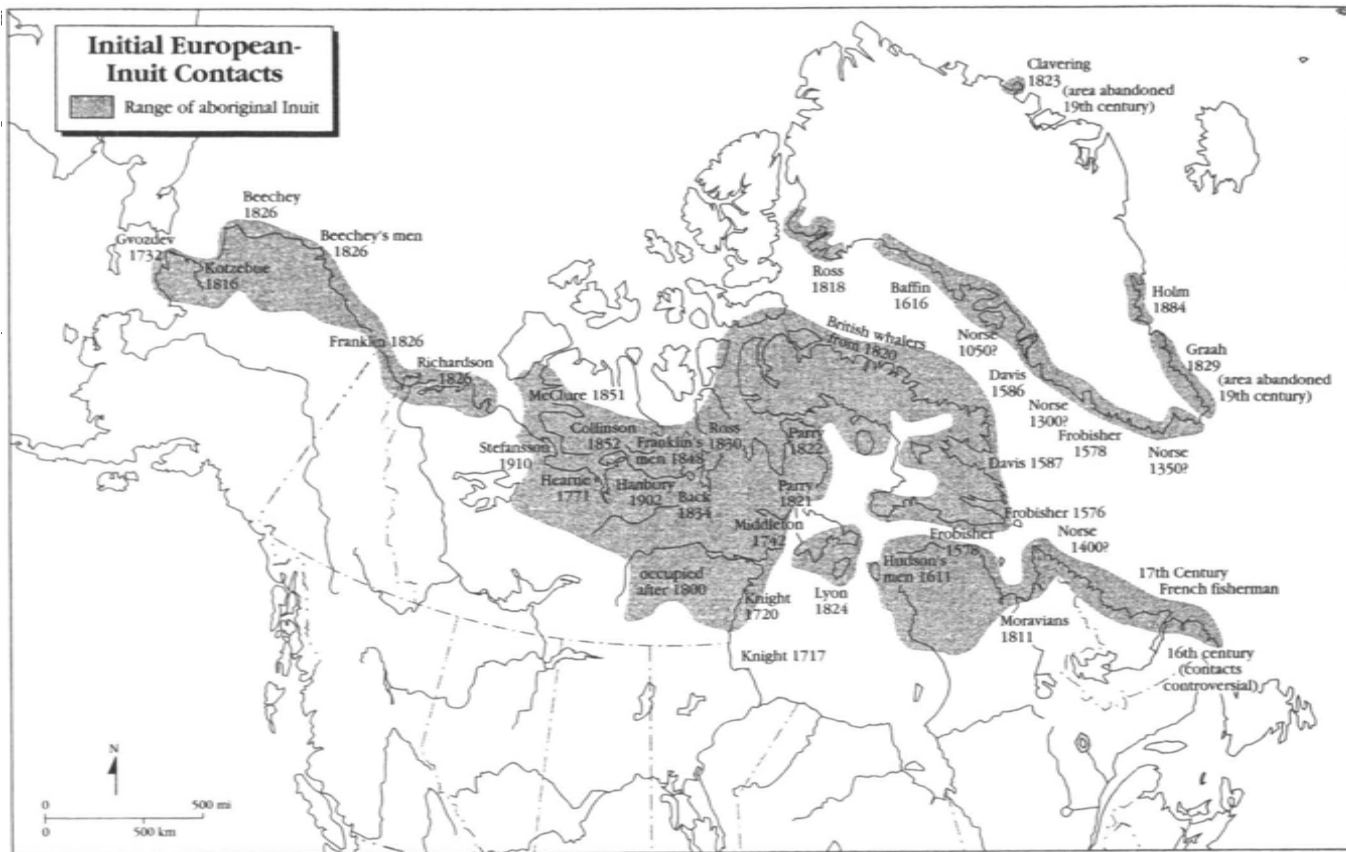 Initial European-
Inuit Contacts
Range of aboriginal Inuit
Clavering
1823
(area abandoned
19th century)
Beechey
1826
Gvozdev
1732
Kotzebue
1816
Beechey's men
1826
Ross
1818
Baffin
1616
Holm
1884
Norse
1050?
British whalers
from 1820
Graah
1829
(area abandoned
19th century)
Franklin 1826
Richardson
1826
Davis
1586
McClure 1851
Norse
1300?
Frobisher
1578
Norse
1350?
Collinson
1852
Franklin's
men 1848
Ross
1830
Parry
1822
Stefansson
1910
Davis 1587
Hearne
1771
Hanbury
1902
Back
1834
Parry
1821
Middleton
1742
Frobisher 1576
Frobisher
1578
Norse
1400?
Hudson's
men 1611
occupied
after 1800
Knight
1720
Lyon
1824
17th Century
French fisherman
Moravians
1811
Knight 1717
16th century
(contacts
controversial)
N
0 500 mi
0 500 km